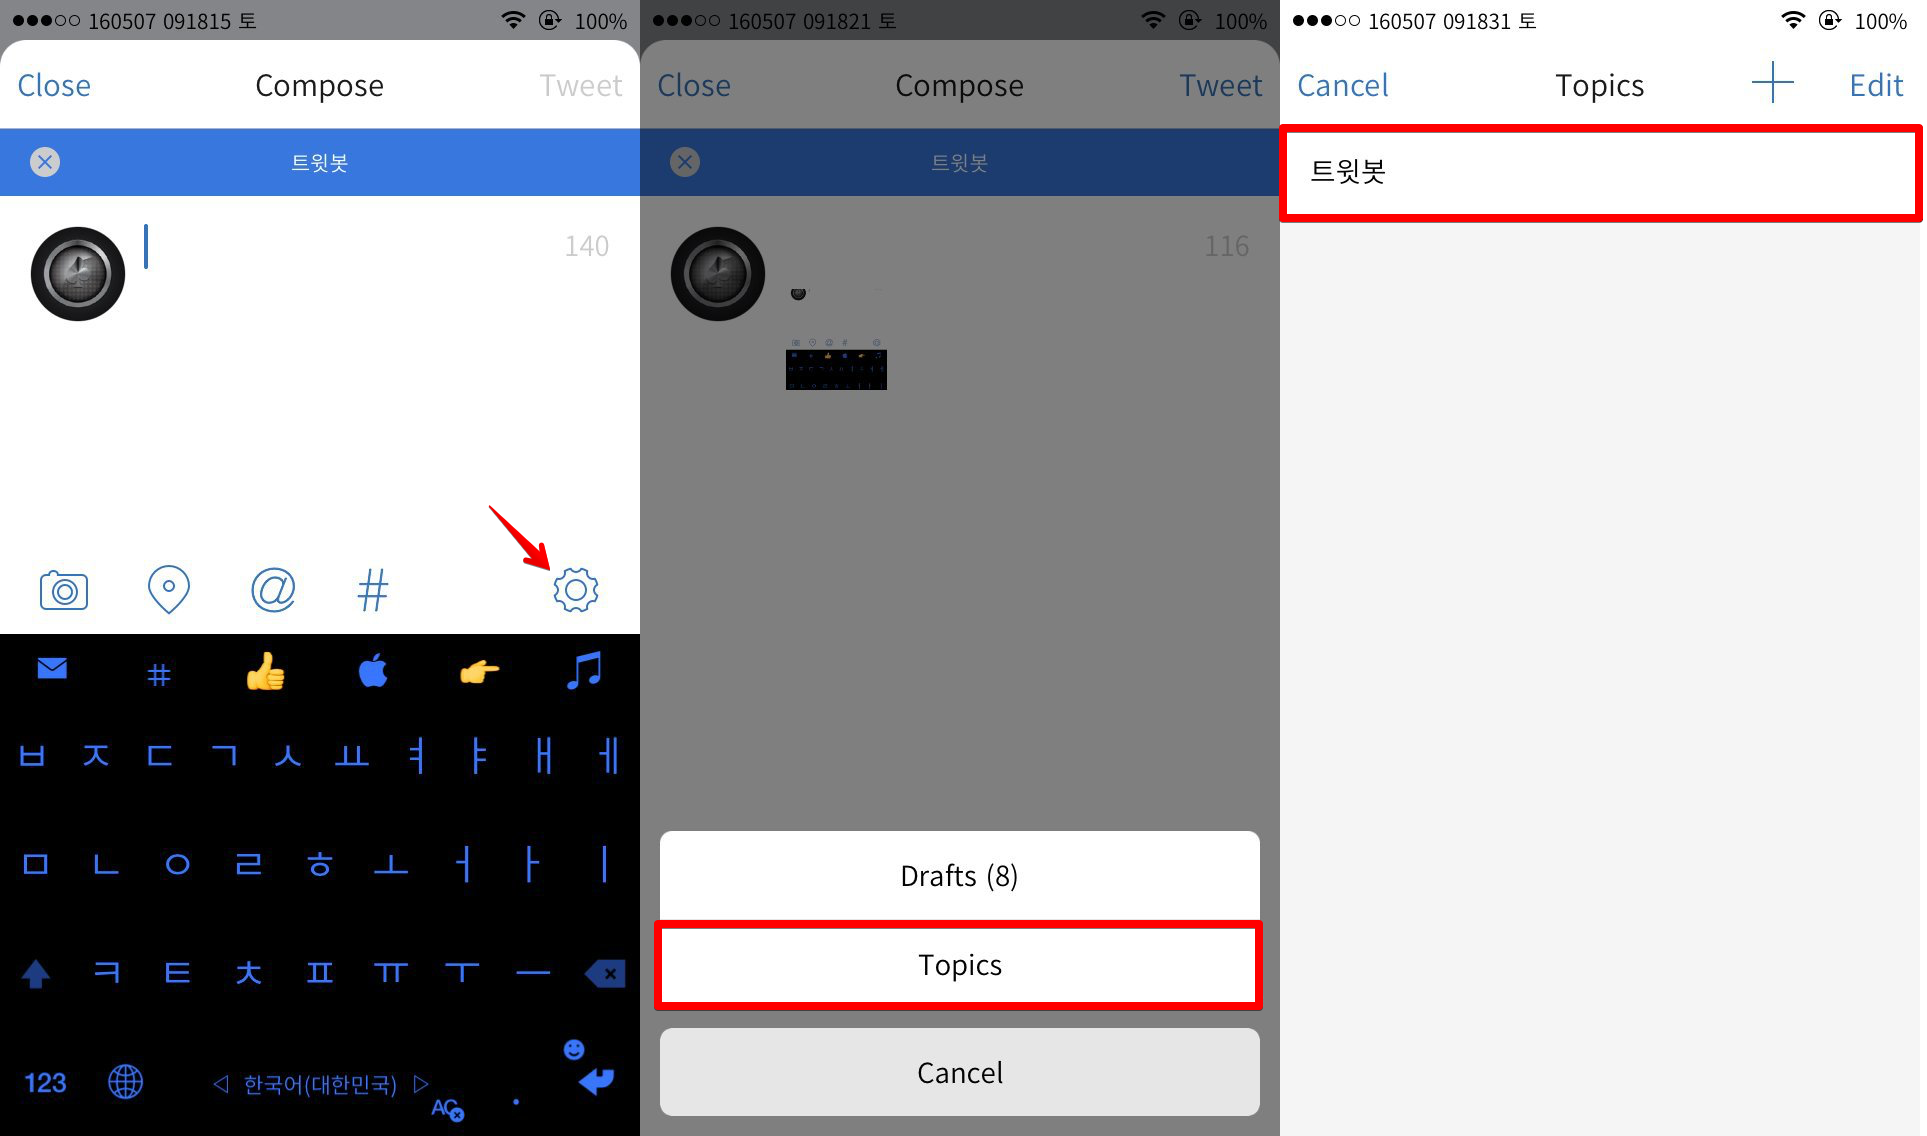 160507 091815 토 100%
Close Compose Tweet
트윗봇
140
@ #
#
ㅂ ㅈ ㄷ ㄱ ㅅ ㅛ ㅕ ㅑ ㅐ ㅔ
ㅁ ㄴ ㅇ ㄹ ㅎ ㅗ ㅓ ㅏ ㅣ
ㅋ ㅌ ㅊ ㅍ ㅠ ㅜ ㅡ
123 한국어(대한민국) AC .
160507 091821 토 100%
Close Compose Tweet
트윗봇
116
Drafts (8)
Topics
Cancel
160507 091831 토 100%
Cancel Topics Edit
트윗봇